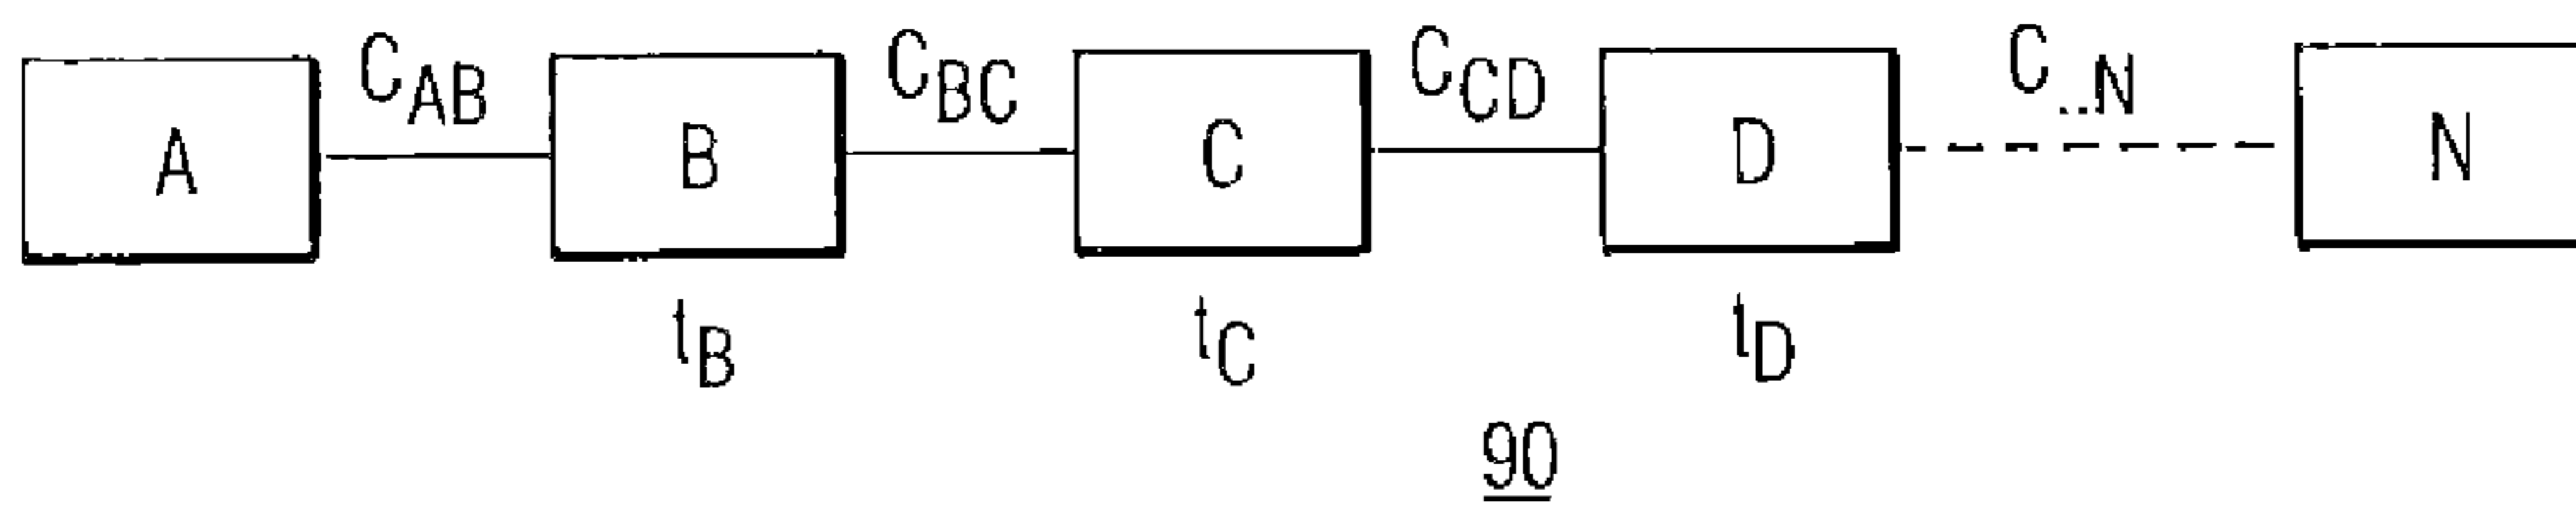 C_AB C_BC C_CD C_..N
A B C D N
t_B t_C t_D
90